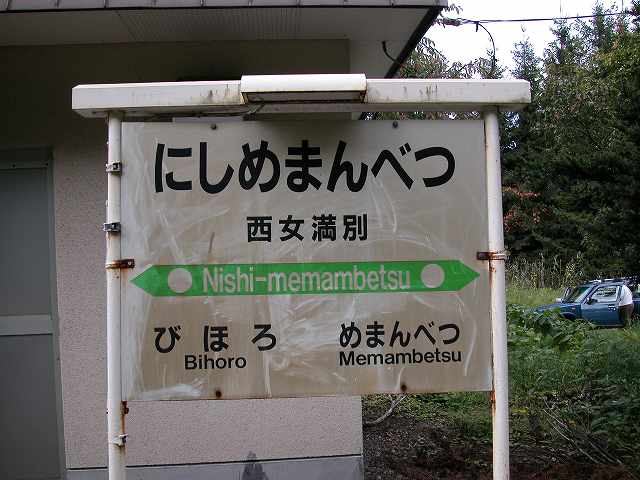 にしめまんべつ
西女満別
Nishi-memambetsu
びほろ めまんべつ
Bihoro Memambetsu